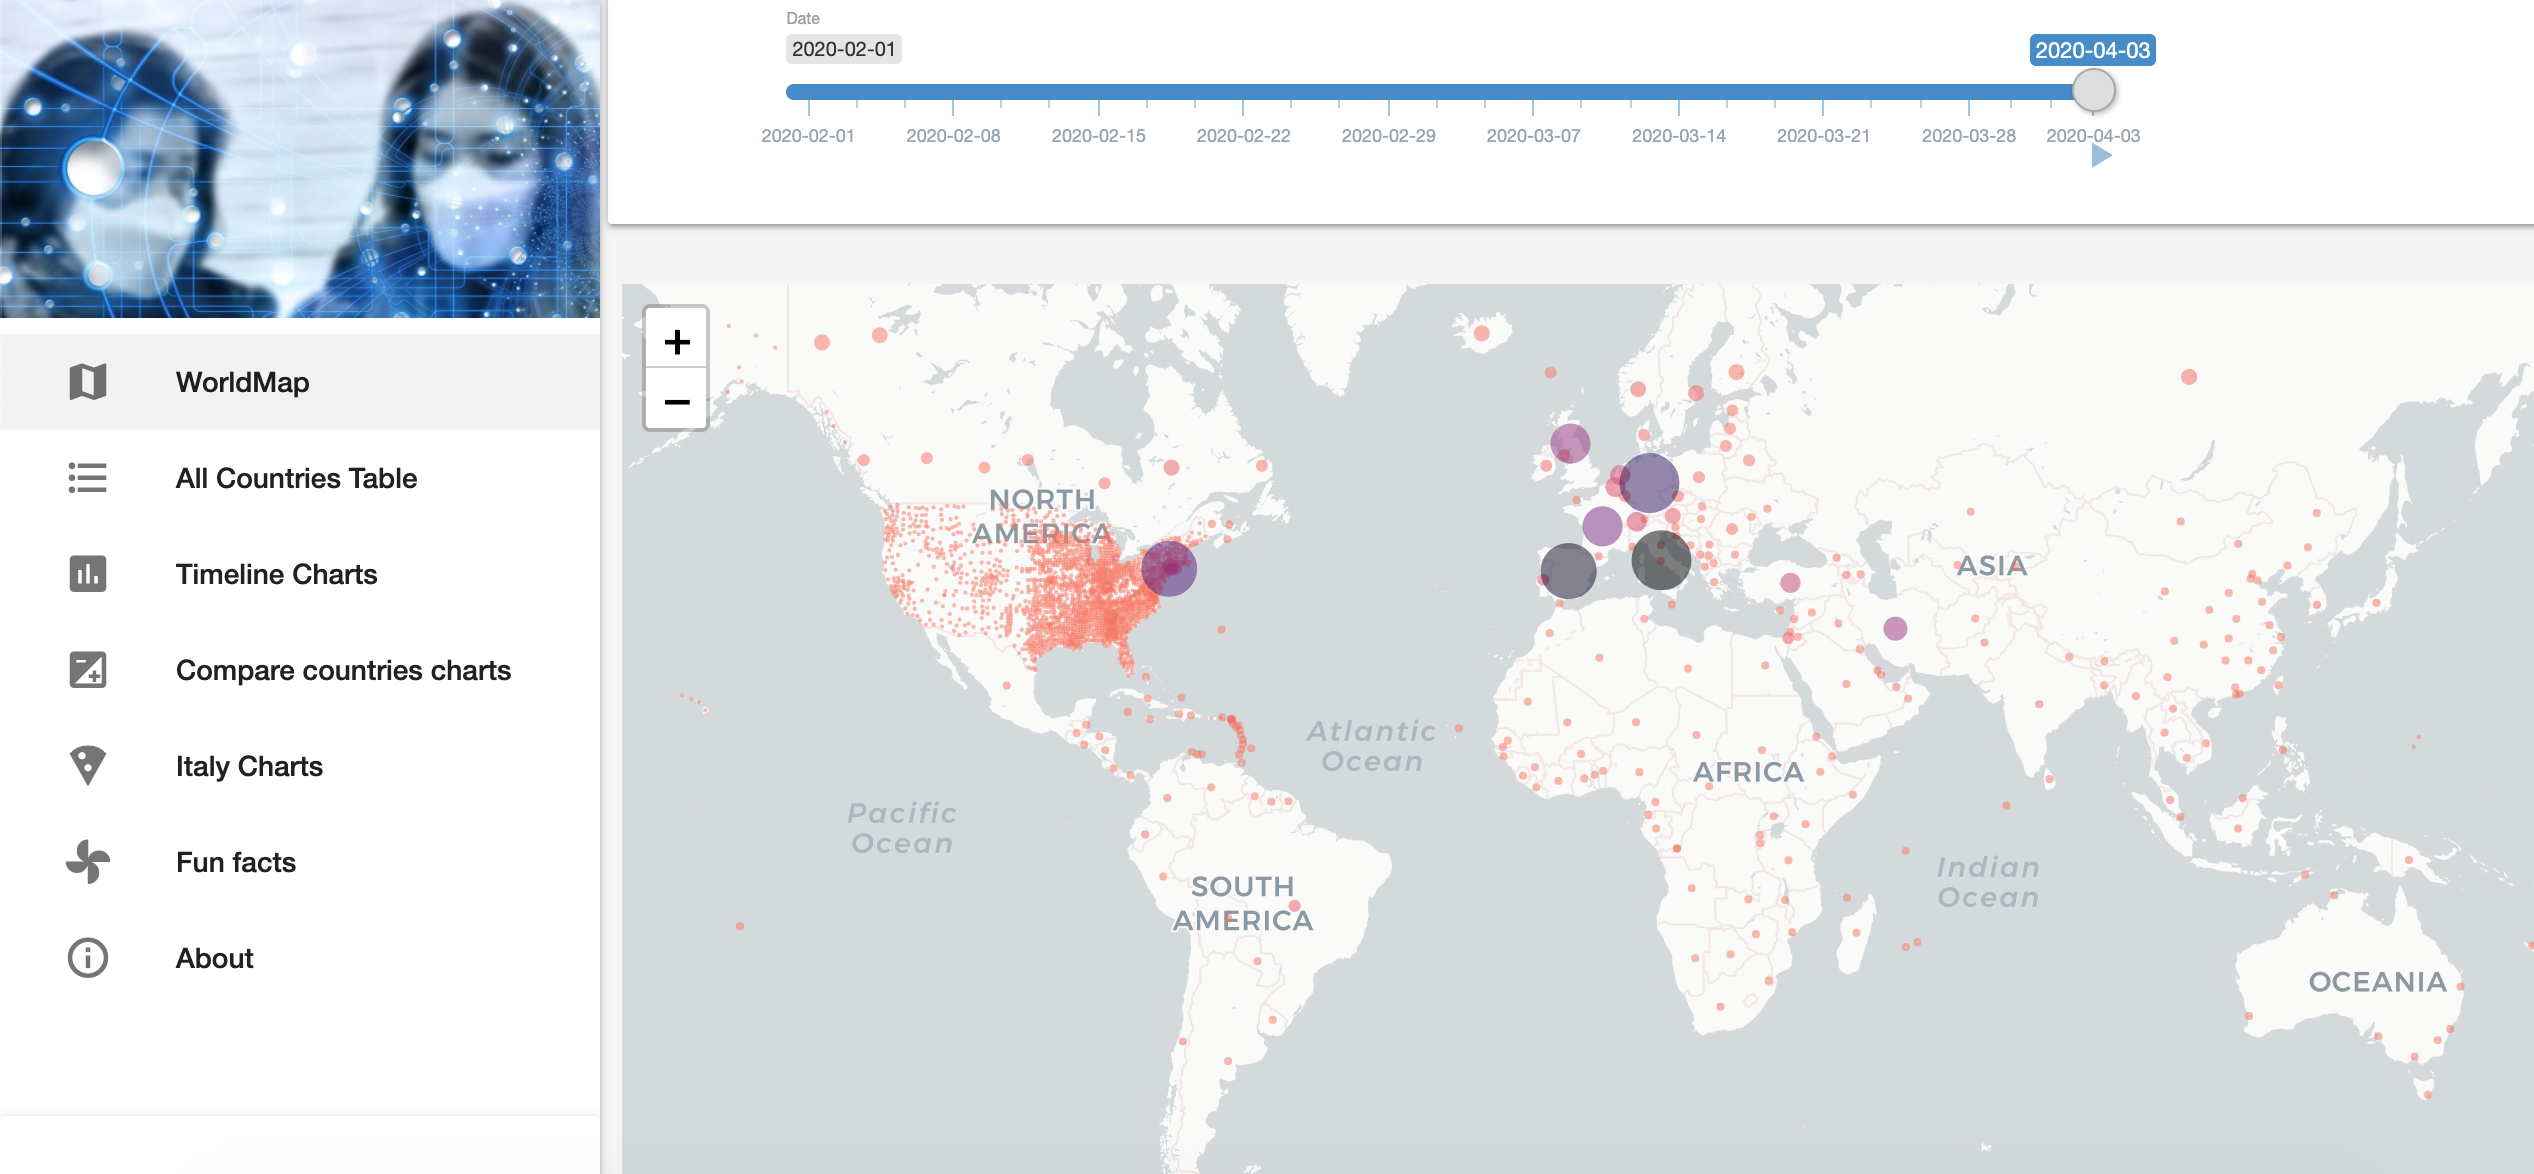 Date
2020-02-01
2020-04-03
2020-02-01 2020-02-08 2020-02-15 2020-02-22 2020-02-29 2020-03-07 2020-03-14 2020-03-21 2020-03-28 2020-04-03
WorldMap
All Countries Table
Timeline Charts
Compare countries charts
Italy Charts
Fun facts
About
+
−
NORTH
AMERICA
ASIA
Atlantic
Ocean
AFRICA
Pacific
Ocean
SOUTH
AMERICA
Indian
Ocean
OCEANIA